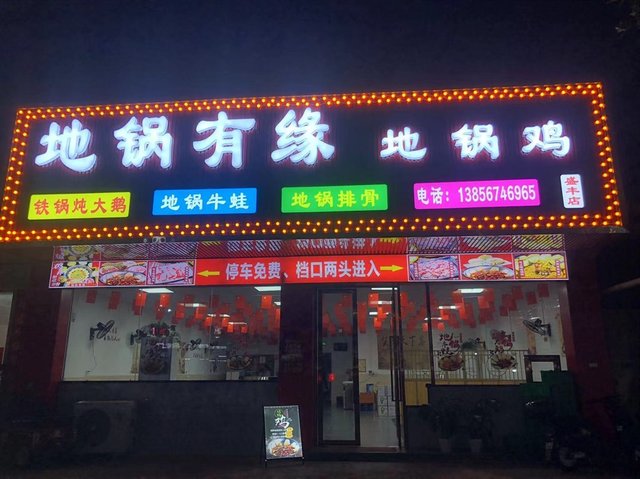 地锅有缘 地锅鸡
铁锅炖大鹅 地锅牛蛙 地锅排骨 电话：13856746965 盛丰店
←停车免费、档口两头进入→
鸡